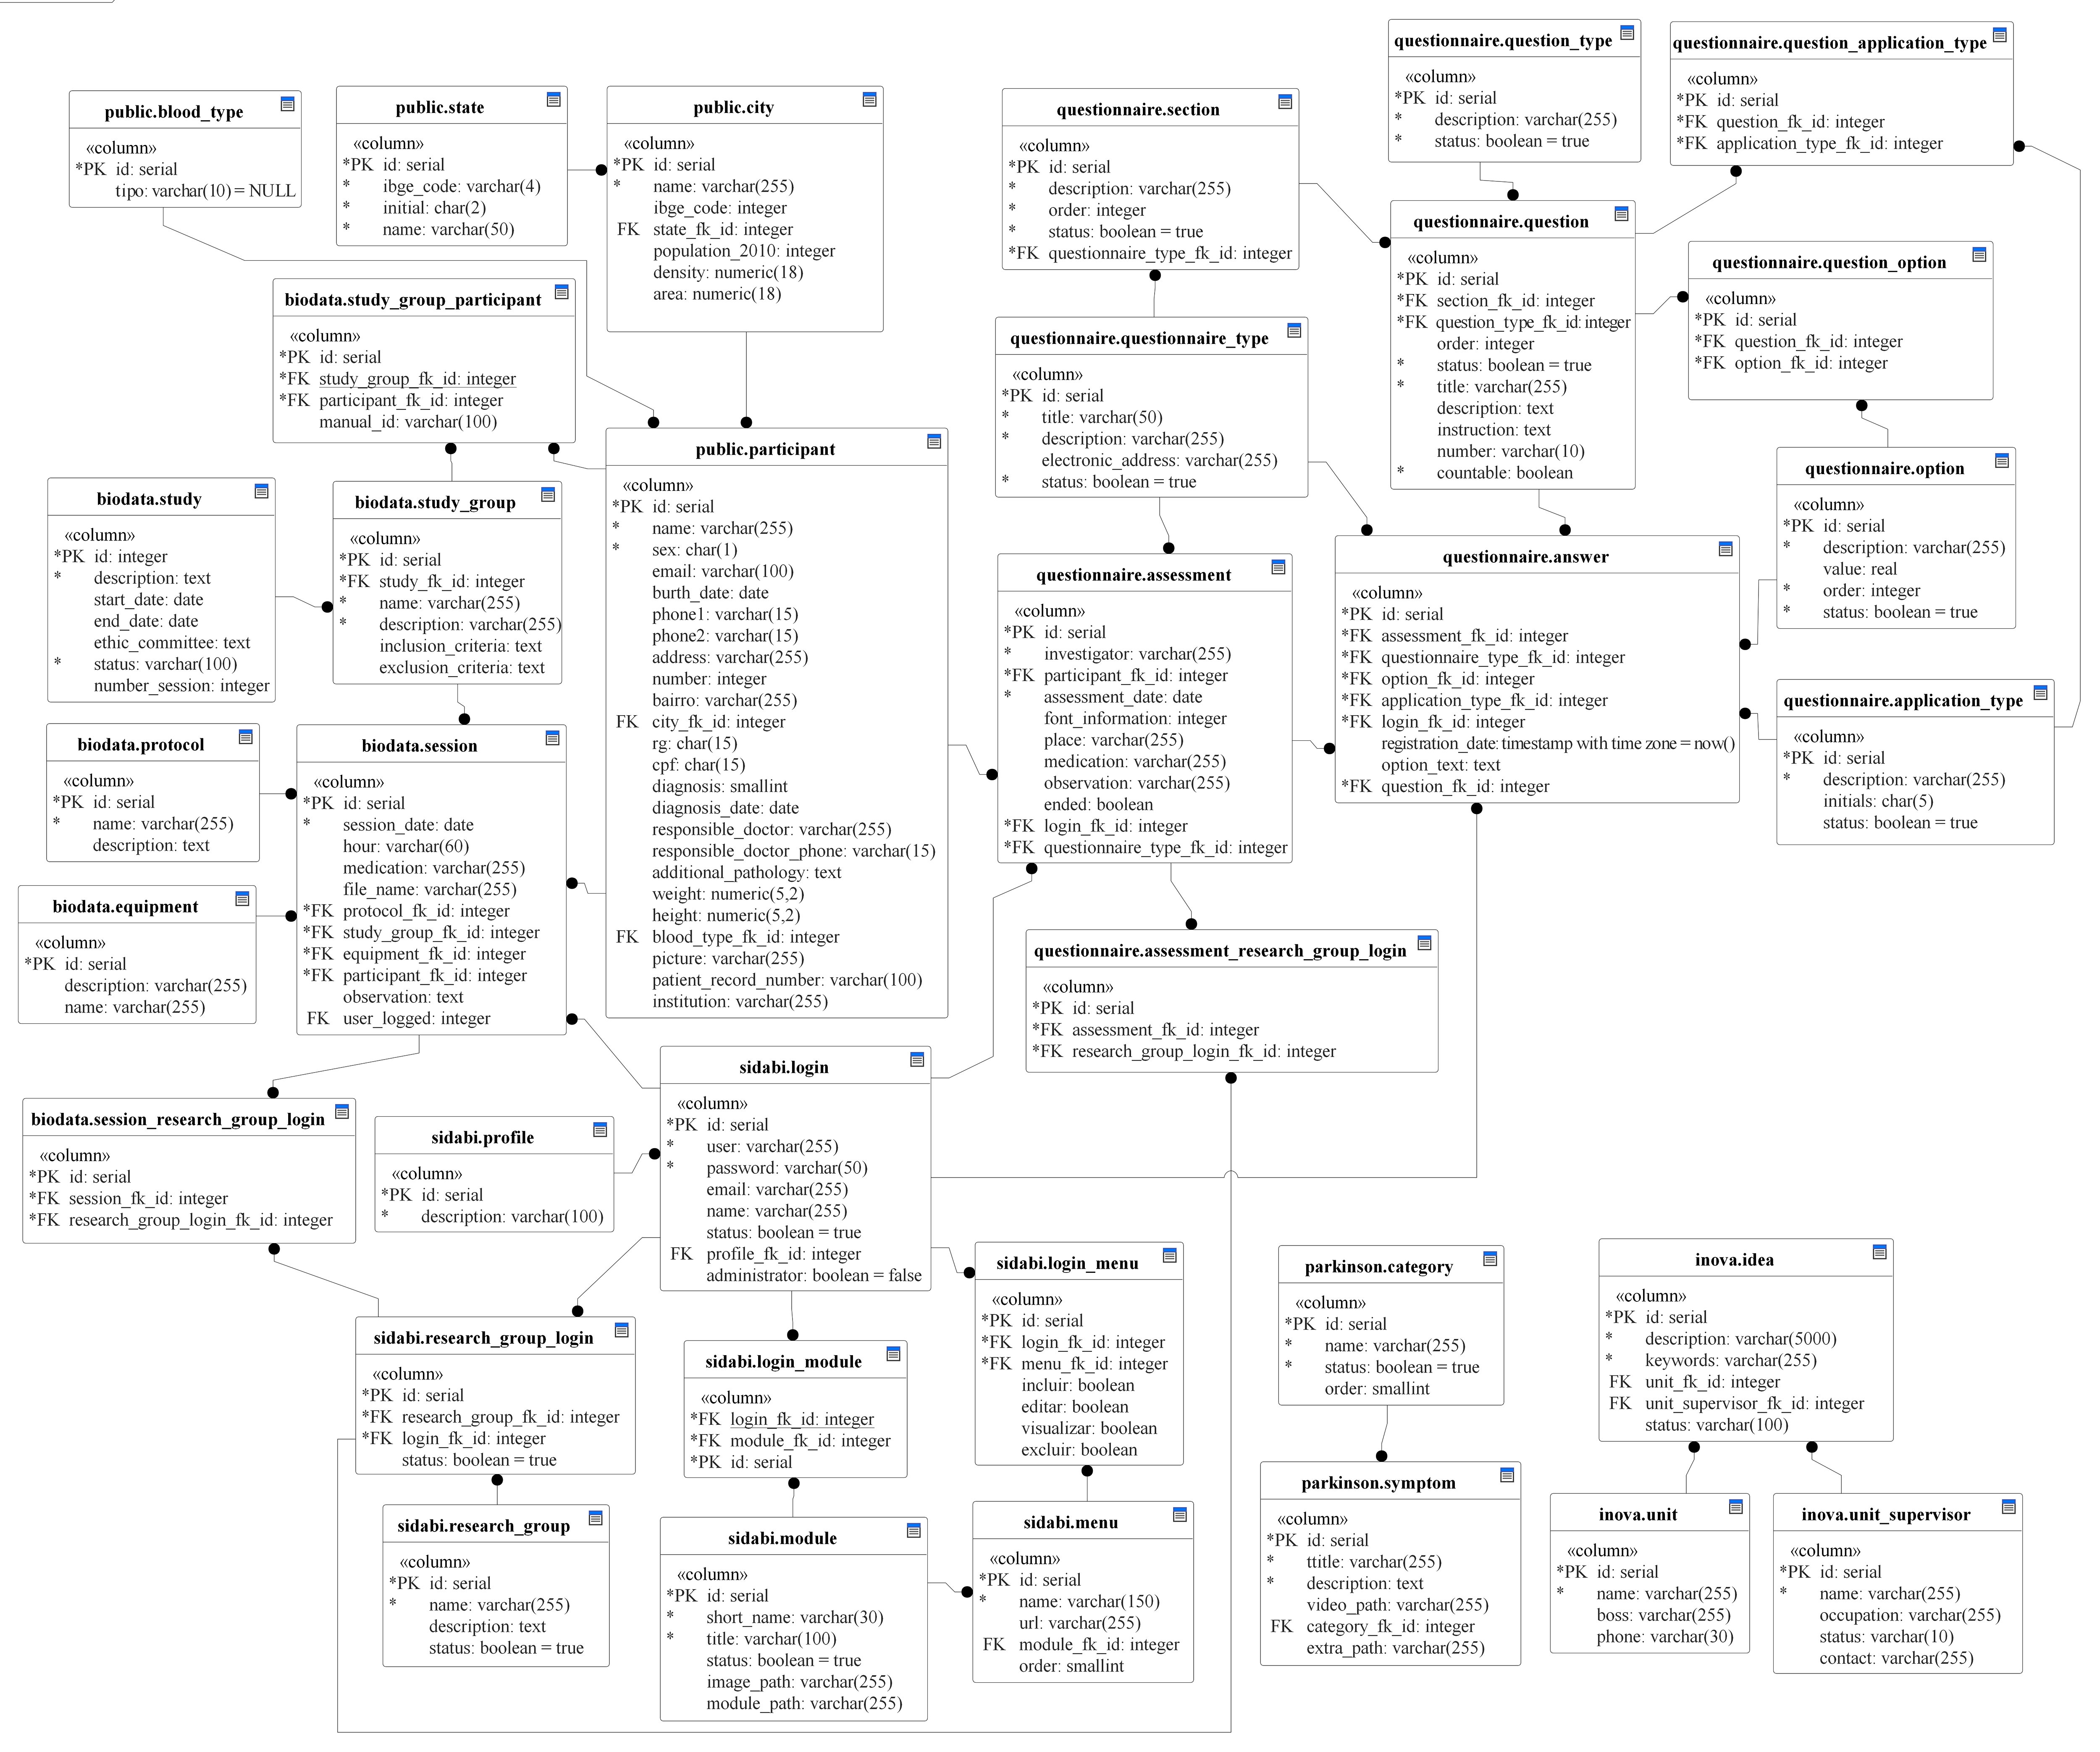 public.blood_type
«column»
*PK id: serial
tipo: varchar(10) = NULL
public.state
«column»
*PK id: serial
* ibge_code: varchar(4)
* initial: char(2)
* name: varchar(50)
public.city
«column»
*PK id: serial
* name: varchar(255)
ibge_code: integer
FK state_fk_id: integer
population_2010: integer
density: numeric(18)
area: numeric(18)
questionnaire.section
«column»
*PK id: serial
* description: varchar(255)
* order: integer
* status: boolean = true
*FK questionnaire_type_fk_id: integer
questionnaire.question_type
«column»
*PK id: serial
* description: varchar(255)
* status: boolean = true
questionnaire.question_application_type
«column»
*PK id: serial
*FK question_fk_id: integer
*FK application_type_fk_id: integer
questionnaire.question
«column»
*PK id: serial
*FK section_fk_id: integer
*FK question_type_fk_id: integer
order: integer
* status: boolean = true
* title: varchar(255)
description: text
instruction: text
number: varchar(10)
* countable: boolean
questionnaire.question_option
«column»
*PK id: serial
*FK question_fk_id: integer
*FK option_fk_id: integer
biodata.study_group_participant
«column»
*PK id: serial
*FK study_group_fk_id: integer
*FK participant_fk_id: integer
manual_id: varchar(100)
questionnaire.questionnaire_type
«column»
*PK id: serial
* title: varchar(50)
* description: varchar(255)
electronic_address: varchar(255)
* status: boolean = true
public.participant
«column»
*PK id: serial
* name: varchar(255)
* sex: char(1)
email: varchar(100)
burth_date: date
phone1: varchar(15)
phone2: varchar(15)
address: varchar(255)
number: integer
bairro: varchar(255)
FK city_fk_id: integer
rg: char(15)
cpf: char(15)
diagnosis: smallint
diagnosis_date: date
responsible_doctor: varchar(255)
responsible_doctor_phone: varchar(15)
additional_pathology: text
weight: numeric(5,2)
height: numeric(5,2)
FK blood_type_fk_id: integer
picture: varchar(255)
patient_record_number: varchar(100)
institution: varchar(255)
biodata.study
«column»
*PK id: integer
* description: text
start_date: date
end_date: date
ethic_committee: text
* status: varchar(100)
number_session: integer
biodata.study_group
«column»
*PK id: serial
*FK study_fk_id: integer
* name: varchar(255)
* description: varchar(255)
inclusion_criteria: text
exclusion_criteria: text
questionnaire.option
«column»
*PK id: serial
* description: varchar(255)
value: real
* order: integer
* status: boolean = true
questionnaire.assessment
«column»
*PK id: serial
* investigator: varchar(255)
*FK participant_fk_id: integer
* assessment_date: date
font_information: integer
place: varchar(255)
medication: varchar(255)
observation: varchar(255)
ended: boolean
*FK login_fk_id: integer
*FK questionnaire_type_fk_id: integer
questionnaire.answer
«column»
*PK id: serial
*FK assessment_fk_id: integer
*FK questionnaire_type_fk_id: integer
*FK option_fk_id: integer
*FK application_type_fk_id: integer
*FK login_fk_id: integer
registration_date: timestamp with time zone = now()
option_text: text
*FK question_fk_id: integer
questionnaire.application_type
«column»
*PK id: serial
* description: varchar(255)
initials: char(5)
status: boolean = true
biodata.protocol
«column»
*PK id: serial
* name: varchar(255)
description: text
biodata.session
«column»
*PK id: serial
* session_date: date
hour: varchar(60)
medication: varchar(255)
file_name: varchar(255)
*FK protocol_fk_id: integer
*FK study_group_fk_id: integer
*FK equipment_fk_id: integer
*FK participant_fk_id: integer
observation: text
FK user_logged: integer
biodata.equipment
«column»
*PK id: serial
description: varchar(255)
name: varchar(255)
questionnaire.assessment_research_group_login
«column»
*PK id: serial
*FK assessment_fk_id: integer
*FK research_group_login_fk_id: integer
sidabi.login
«column»
*PK id: serial
* user: varchar(255)
* password: varchar(50)
email: varchar(255)
name: varchar(255)
status: boolean = true
FK profile_fk_id: integer
administrator: boolean = false
biodata.session_research_group_login
«column»
*PK id: serial
*FK session_fk_id: integer
*FK research_group_login_fk_id: integer
sidabi.profile
«column»
*PK id: serial
* description: varchar(100)
sidabi.login_menu
«column»
*PK id: serial
*FK login_fk_id: integer
*FK menu_fk_id: integer
incluir: boolean
editar: boolean
visualizar: boolean
excluir: boolean
parkinson.category
«column»
*PK id: serial
* name: varchar(255)
* status: boolean = true
order: smallint
inova.idea
«column»
*PK id: serial
* description: varchar(5000)
* keywords: varchar(255)
FK unit_fk_id: integer
FK unit_supervisor_fk_id: integer
status: varchar(100)
sidabi.research_group_login
«column»
*PK id: serial
*FK research_group_fk_id: integer
*FK login_fk_id: integer
status: boolean = true
sidabi.login_module
«column»
*FK login_fk_id: integer
*FK module_fk_id: integer
*PK id: serial
parkinson.symptom
«column»
*PK id: serial
* ttitle: varchar(255)
* description: text
video_path: varchar(255)
FK category_fk_id: integer
extra_path: varchar(255)
inova.unit
«column»
*PK id: serial
* name: varchar(255)
boss: varchar(255)
phone: varchar(30)
inova.unit_supervisor
«column»
*PK id: serial
* name: varchar(255)
occupation: varchar(255)
status: varchar(10)
contact: varchar(255)
sidabi.research_group
«column»
*PK id: serial
* name: varchar(255)
description: text
status: boolean = true
sidabi.module
«column»
*PK id: serial
* short_name: varchar(30)
* title: varchar(100)
status: boolean = true
image_path: varchar(255)
module_path: varchar(255)
sidabi.menu
«column»
*PK id: serial
* name: varchar(150)
url: varchar(255)
FK module_fk_id: integer
order: smallint